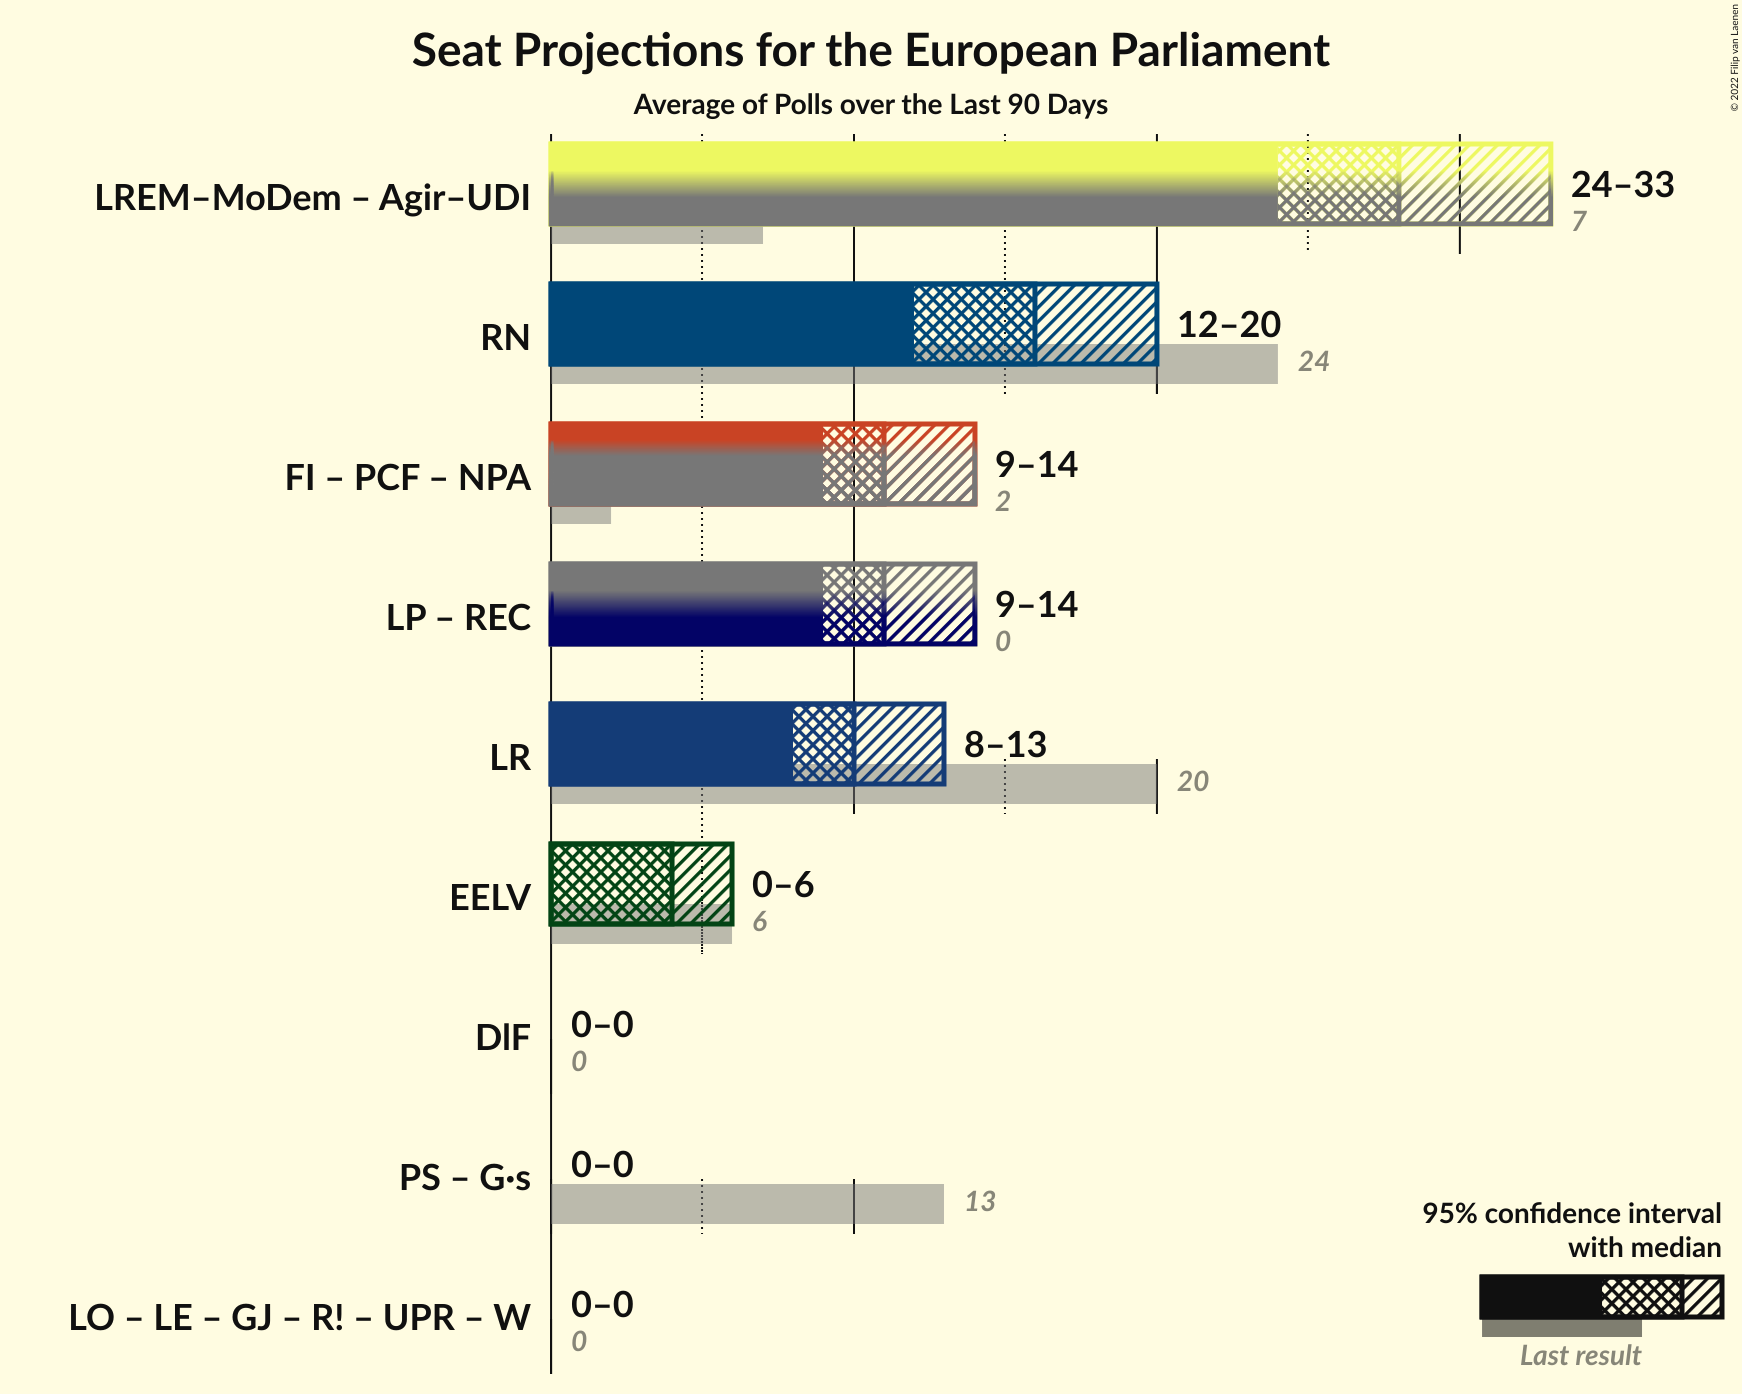 Seat Projections for the European Parliament
Average of Polls over the Last 90 Days
© 2022 Filip van Laenen
LREM–MoDem – Agir–UDI
24–33
7
RN
12–20
24
FI – PCF – NPA
9–14
2
LP – REC
9–14
0
LR
8–13
20
EELV
0–6
6
DlF
0–0
0
PS – G·s
0–0
13
LO – LE – GJ – R! – UPR – W
0–0
0
95% confidence interval
with median
Last result